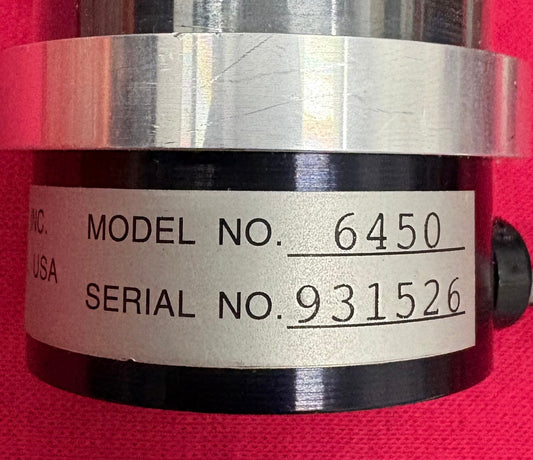 INC. MODEL NO. 6450
USA SERIAL NO. 931526